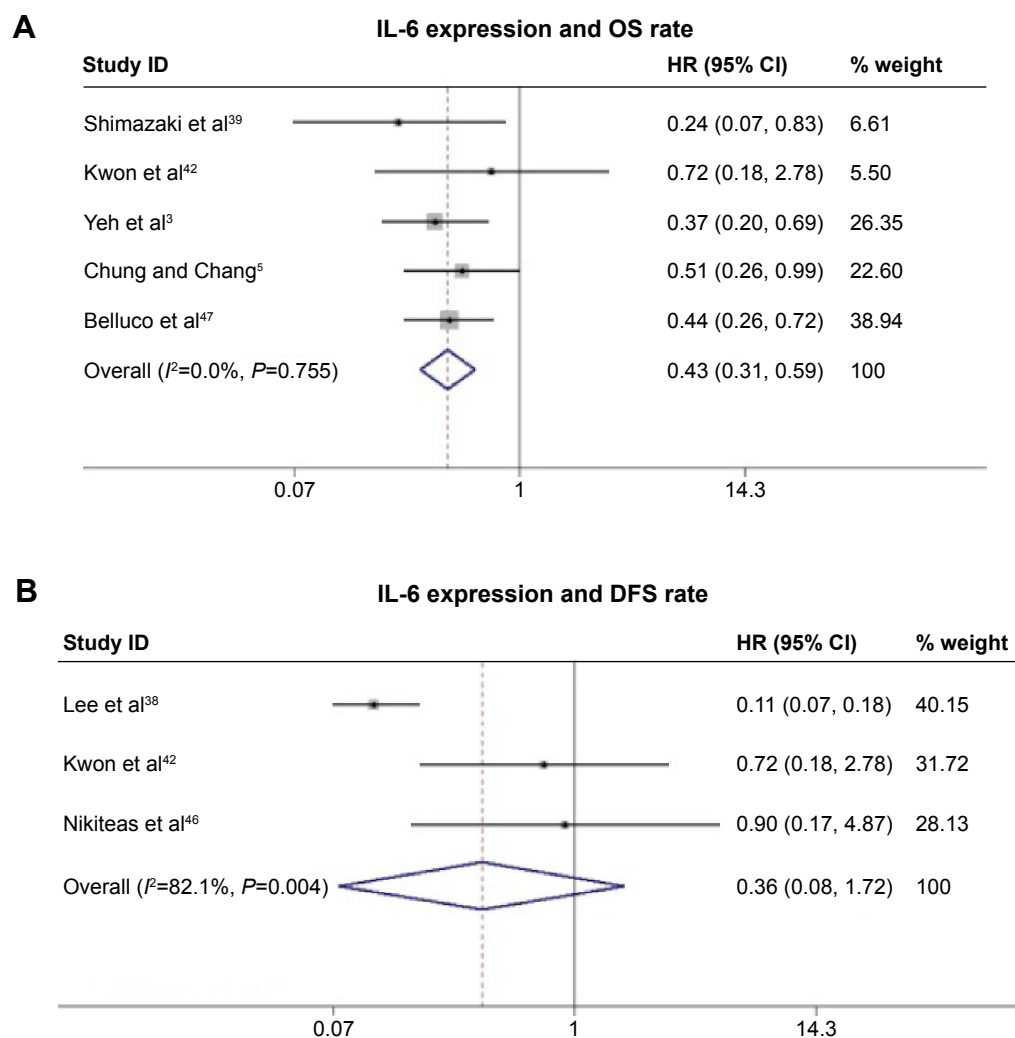 A
IL-6 expression and OS rate
Study ID HR (95% CI) % weight
Shimazaki et al³⁹ 0.24 (0.07, 0.83) 6.61
Kwon et al⁴² 0.72 (0.18, 2.78) 5.50
Yeh et al³ 0.37 (0.20, 0.69) 26.35
Chung and Chang⁵ 0.51 (0.26, 0.99) 22.60
Belluco et al⁴⁷ 0.44 (0.26, 0.72) 38.94
Overall (I²=0.0%, P=0.755) 0.43 (0.31, 0.59) 100
0.07 1 14.3
B
IL-6 expression and DFS rate
Study ID HR (95% CI) % weight
Lee et al³⁸ 0.11 (0.07, 0.18) 40.15
Kwon et al⁴² 0.72 (0.18, 2.78) 31.72
Nikiteas et al⁴⁶ 0.90 (0.17, 4.87) 28.13
Overall (I²=82.1%, P=0.004) 0.36 (0.08, 1.72) 100
0.07 1 14.3